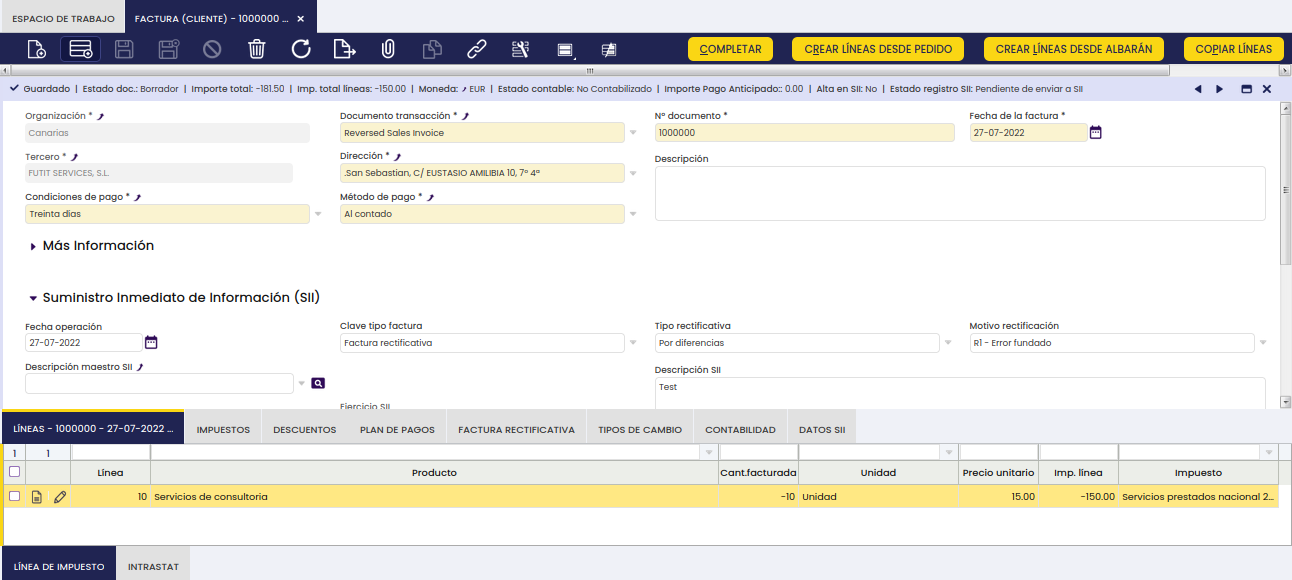 ESPACIO DE TRABAJO FACTURA (CLIENTE) - 1000000 ... ×
COMPLETAR CREAR LÍNEAS DESDE PEDIDO CREAR LÍNEAS DESDE ALBARÁN COPIAR LÍNEAS
Guardado | Estado doc.: Borrador | Importe total: -181.50 | Imp. total líneas: -150.00 | Moneda: EUR | Estado contable: No Contabilizado | Importe Pago Anticipado:: 0.00 | Alta en SII: No | Estado registro SII: Pendiente de enviar a SII
Organización * Documento transacción * Nº documento * Fecha de la factura *
Canarias Reversed Sales Invoice 1000000 27-07-2022
Tercero * Dirección * Descripción
FUTIT SERVICES, S.L. .San Sebastian, C/ EUSTASIO AMILIBIA 10, 7º 4ª
Condiciones de pago * Método de pago *
Treinta días Al contado
Más Información
Suministro Inmediato de Información (SII)
Fecha operación Clave tipo factura Tipo rectificativa Motivo rectificación
27-07-2022 Factura rectificativa Por diferencias R1 - Error fundado
Descripción maestro SII Descripción SII
Test
Ejercicio SII
LÍNEAS - 1000000 - 27-07-2022 ... IMPUESTOS DESCUENTOS PLAN DE PAGOS FACTURA RECTIFICATIVA TIPOS DE CAMBIO CONTABILIDAD DATOS SII
1 1
Línea Producto Cant.facturada Unidad Precio unitario Imp. línea Impuesto
10 Servicios de consultoria -10 Unidad 15.00 -150.00 Servicios prestados nacional 2...
LÍNEA DE IMPUESTO INTRASTAT